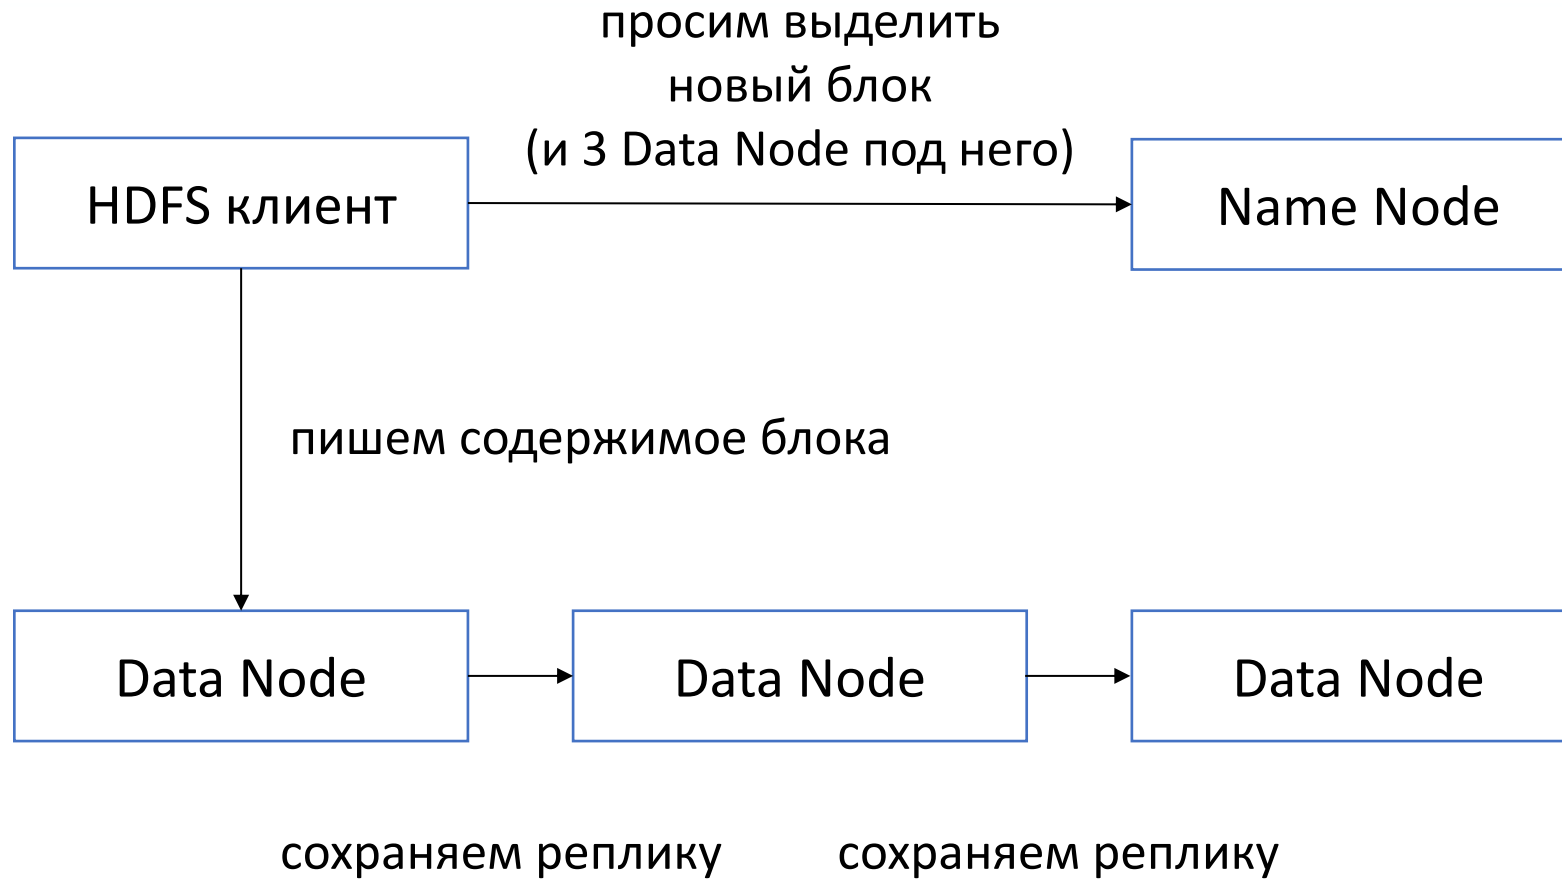 просим выделить
новый блок
(и 3 Data Node под него)
HDFS клиент
Name Node
пишем содержимое блока
Data Node
Data Node
Data Node
сохраняем реплику
сохраняем реплику